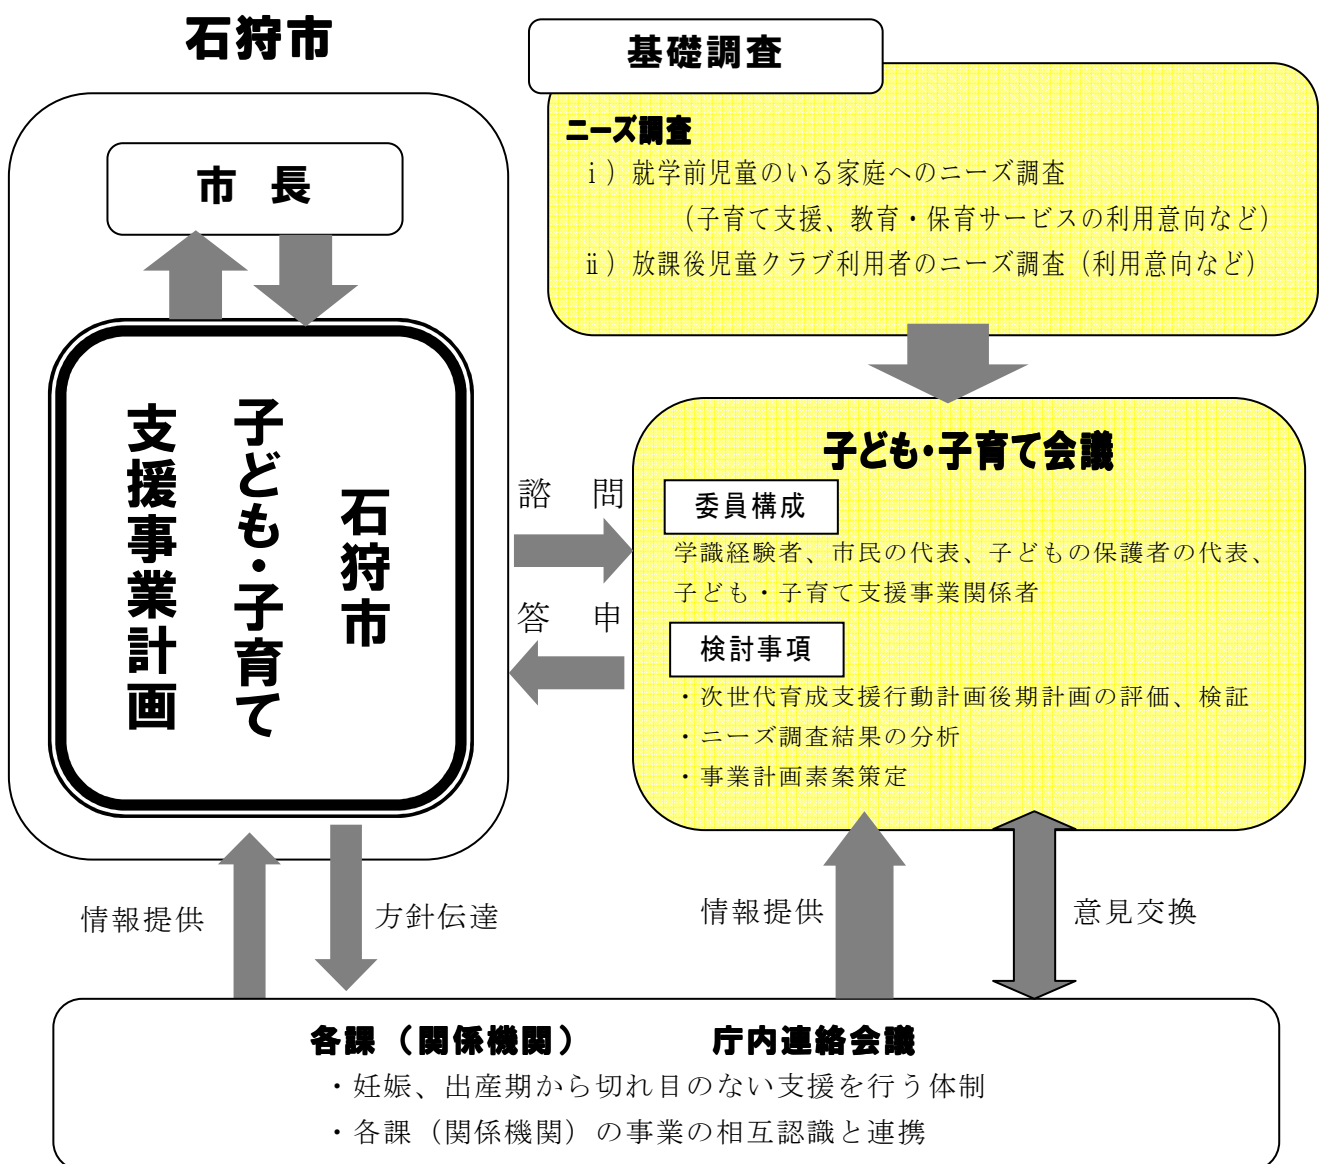 石狩市
市長
石狩市
子ども・子育て
支援事業計画
基礎調査
ニーズ調査
ⅰ）就学前児童のいる家庭へのニーズ調査
（子育て支援、教育・保育サービスの利用意向など）
ⅱ）放課後児童クラブ利用者のニーズ調査（利用意向など）
諮問
答申
子ども・子育て会議
委員構成
学識経験者、市民の代表、子どもの保護者の代表、
子ども・子育て支援事業関係者
検討事項
・次世代育成支援行動計画後期計画の評価、検証
・ニーズ調査結果の分析
・事業計画素案策定
情報提供
方針伝達
情報提供
意見交換
各課（関係機関）　庁内連絡会議
・妊娠、出産期から切れ目のない支援を行う体制
・各課（関係機関）の事業の相互認識と連携